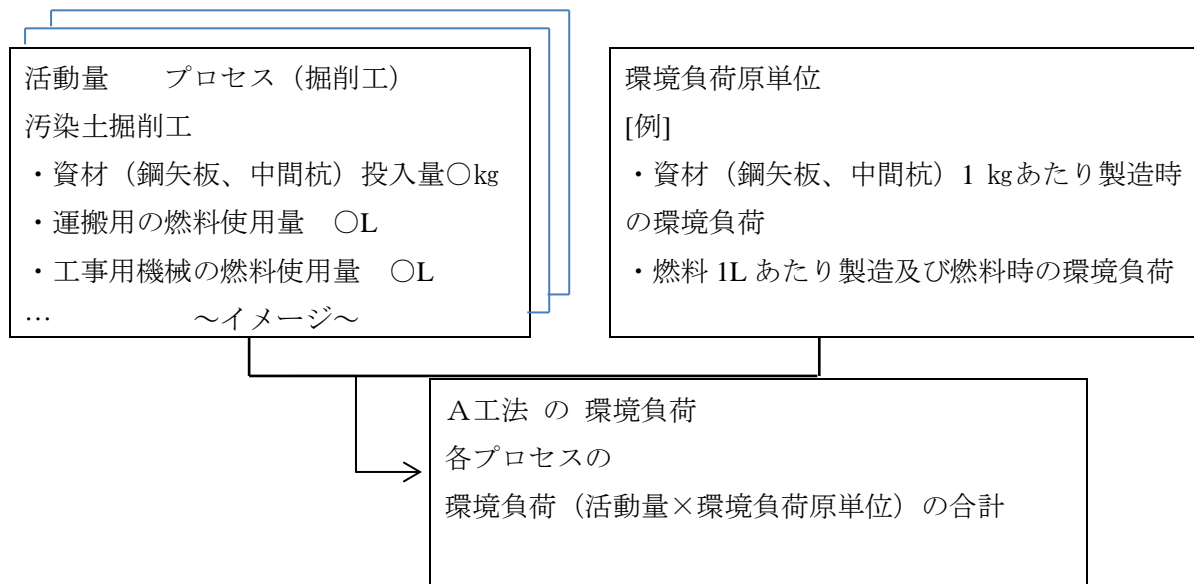 活動量　　プロセス（掘削工）
汚染土掘削工
・資材（鋼矢板、中間杭）投入量○㎏
・運搬用の燃料使用量　○L
・工事用機械の燃料使用量　○L
…　　　　　～イメージ～
環境負荷原単位
[例]
・資材（鋼矢板、中間杭）1 ㎏あたり製造時
の環境負荷
・燃料 1L あたり製造及び燃料時の環境負荷
Ａ工法 の 環境負荷
各プロセスの
環境負荷（活動量×環境負荷原単位）の合計